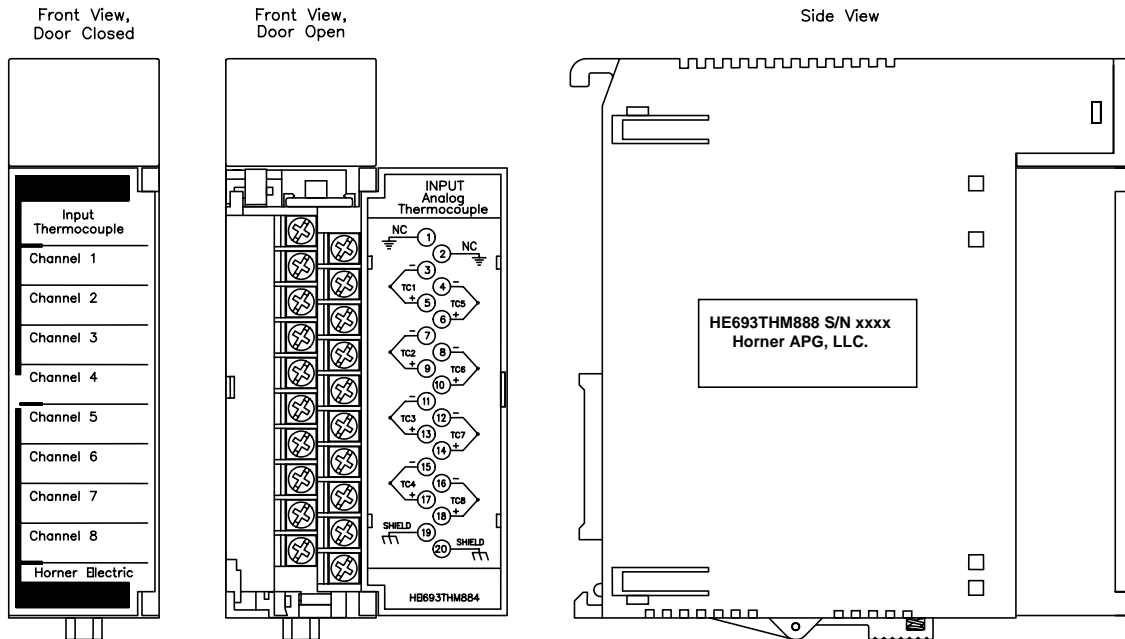 Front View,
Door Closed
Front View,
Door Open
Side View
Input
Thermocouple
Channel 1
Channel 2
Channel 3
Channel 4
Channel 5
Channel 6
Channel 7
Channel 8
Horner Electric
INPUT
Analog
Thermocouple
NC 1
2 NC
3 -
TC1
4 -
5 +
TC5
6 +
7 -
TC2
8 -
9 +
TC6
10 +
11 -
TC3
12 -
13 +
TC7
14 +
15 -
TC4
16 -
17 +
TC8
18 +
SHIELD 19
20 SHIELD
HE693THM884
HE693THM888 S/N xxxx
Horner APG, LLC.